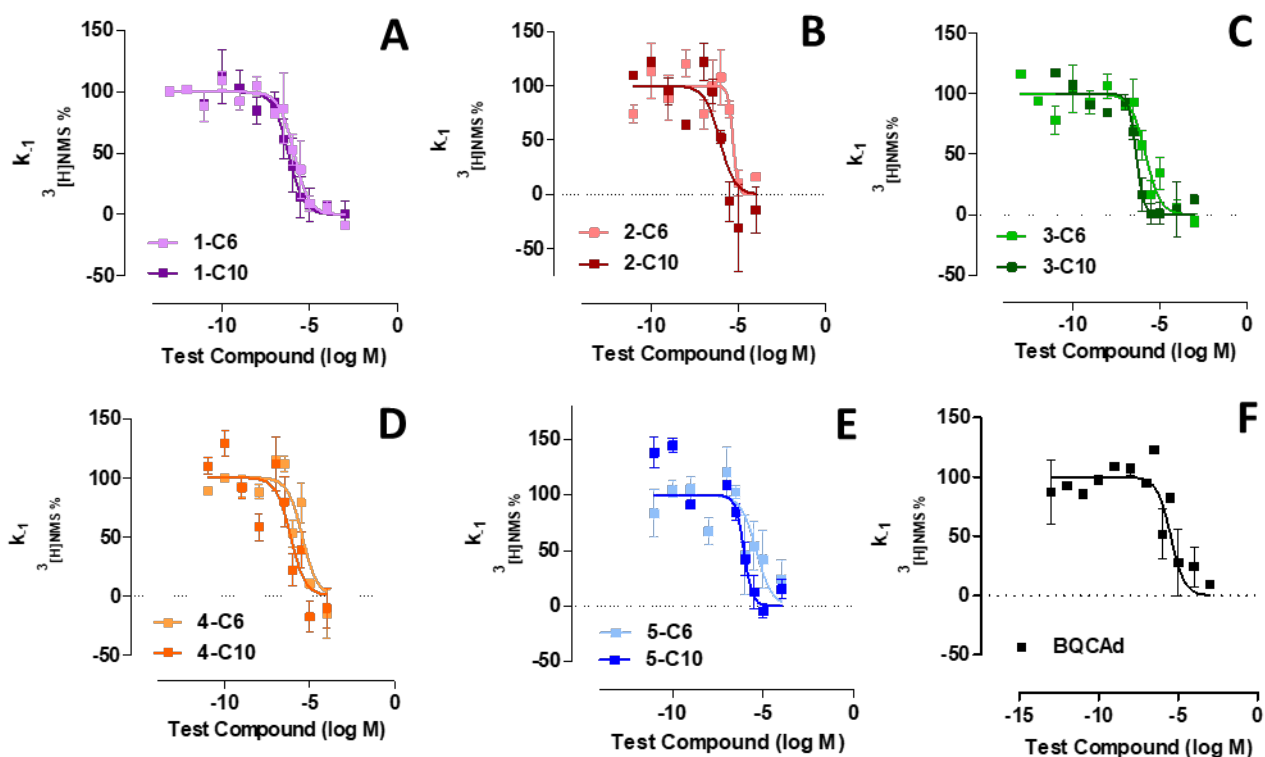 A
150
100
50
0
-50
k-1
3[H]NMS %
1-C6
1-C10
-10
-5
0
Test Compound (log M)
B
150
100
50
0
-50
k-1
3[H]NMS %
2-C6
2-C10
-10
-5
0
Test Compound (log M)
C
150
100
50
0
-50
k-1
3[H]NMS %
3-C6
3-C10
-10
-5
0
Test Compound (log M)
D
150
100
50
0
-50
k-1
3[H]NMS %
4-C6
4-C10
-10
-5
0
Test Compound (log M)
E
150
100
50
0
-50
k-1
3[H]NMS %
5-C6
5-C10
-10
-5
0
Test Compound (log M)
F
150
100
50
0
-50
k-1
3[H]NMS %
BQCAd
-15
-10
-5
0
Test Compound (log M)